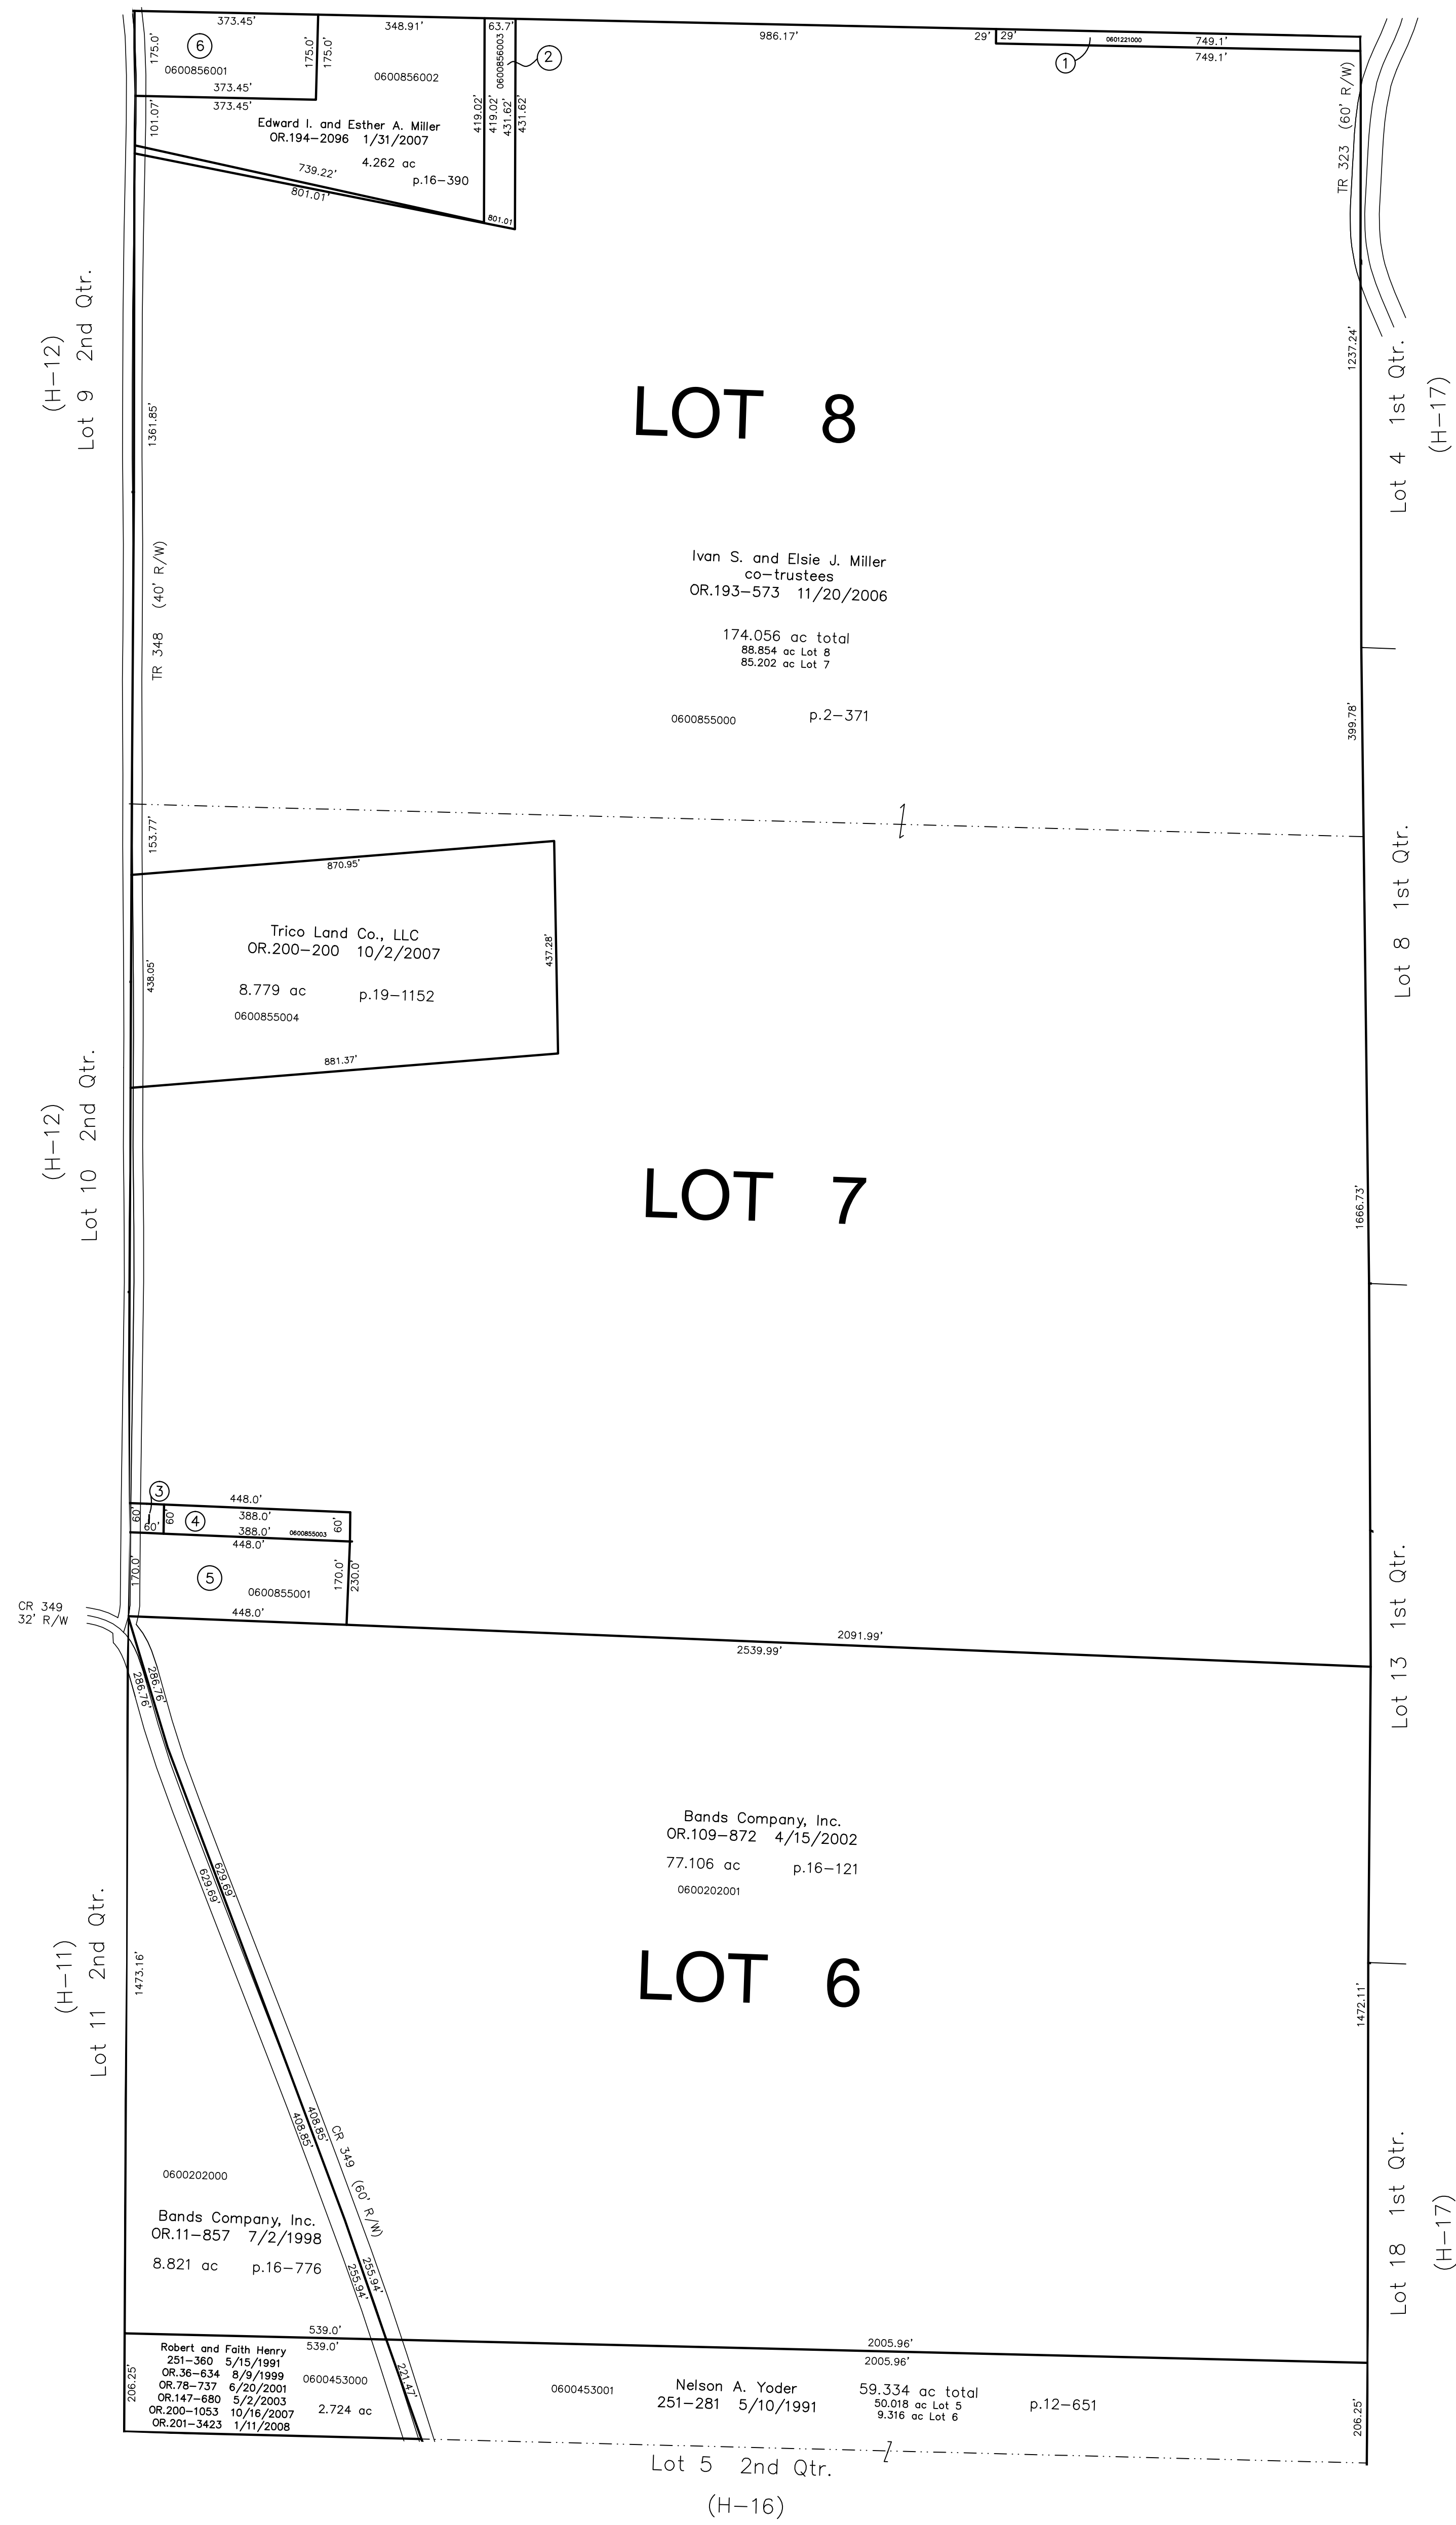 373.45'
348.91'
63.7'
986.17'
29'
29'
0601221000
749.1'
749.1'
1
6
2
175.0'
0600856001
175.0'
175.0'
0600856002
0600856003
373.45'
373.45'
101.07'
419.02'
419.02'
431.62'
431.62'
Edward I. and Esther A. Miller
OR.194-2096 1/31/2007
4.262 ac
p.16-390
739.22'
801.01'
801.01
TR 323 (60' R/W)
(H-12)
Lot 9 2nd Qtr.
1361.85'
TR 348 (40' R/W)
1237.24'
Lot 4 1st Qtr.
(H-17)
LOT 8
Ivan S. and Elsie J. Miller
co-trustees
OR.193-573 11/20/2006
174.056 ac total
88.854 ac Lot 8
85.202 ac Lot 7
0600855000
p.2-371
399.78'
153.77'
870.95'
Lot 8 1st Qtr.
Trico Land Co., LLC
OR.200-200 10/2/2007
8.779 ac
p.19-1152
0600855004
438.05'
437.28'
881.37'
(H-12)
Lot 10 2nd Qtr.
LOT 7
1666.73'
3
448.0'
60'
60'
60'
4
388.0'
388.0'
0600855003
60'
448.0'
170.0'
5
0600855001
170.0'
230.0'
448.0'
CR 349
32' R/W
2091.99'
2539.99'
Lot 13 1st Qtr.
286.76'
286.76'
629.69'
629.69'
Bands Company, Inc.
OR.109-872 4/15/2002
77.106 ac
p.16-121
0600202001
LOT 6
(H-11)
Lot 11 2nd Qtr.
1473.16'
1472.11'
408.85'
408.85'
CR 349 (60' R/W)
0600202000
Bands Company, Inc.
OR.11-857 7/2/1998
8.821 ac
p.16-776
255.94'
255.94'
Lot 18 1st Qtr.
(H-17)
539.0'
539.0'
2005.96'
2005.96'
206.25'
Robert and Faith Henry
251-360 5/15/1991
OR.36-634 8/9/1999
OR.78-737 6/20/2001
OR.147-680 5/2/2003
OR.200-1053 10/16/2007
OR.201-3423 1/11/2008
0600453000
2.724 ac
221.47'
0600453001
Nelson A. Yoder
251-281 5/10/1991
59.334 ac total
50.018 ac Lot 5
9.316 ac Lot 6
p.12-651
206.25'
Lot 5 2nd Qtr.
(H-16)